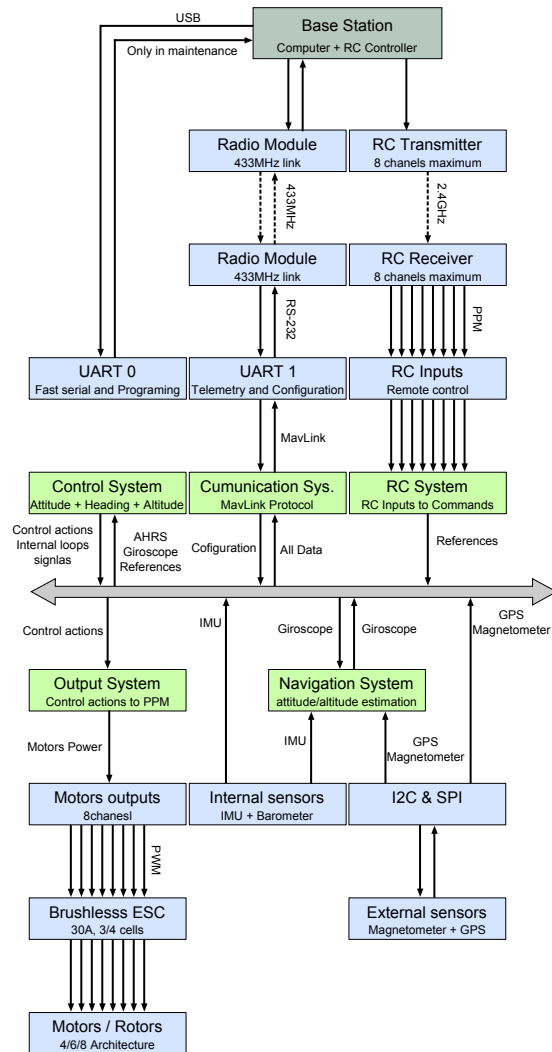 USB
Base Station
Computer + RC Controller
Only in maintenance
Radio Module
433MHz link
RC Transmitter
8 chanels maximum
433MHz
2.4GHz
Radio Module
433MHz link
RC Receiver
8 chanels maximum
RS-232
PPM
UART 0
Fast serial and Programing
UART 1
Telemetry and Configuration
RC Inputs
Remote control
MavLink
Control System
Attitude + Heading + Altitude
Cumunication Sys.
MavLink Protocol
RC System
RC Inputs to Commands
Control actions
Internal loops
signlas
AHRS
Giroscope
References
Cofiguration
All Data
References
Control actions
IMU
Giroscope
Giroscope
GPS
Magnetometer
Output System
Control actions to PPM
Navigation System
attitude/altitude estimation
Motors Power
IMU
GPS
Magnetometer
Motors outputs
8chanesl
Internal sensors
IMU + Barometer
I2C & SPI
PWM
Brushlesss ESC
30A, 3/4 cells
External sensors
Magnetometer + GPS
Motors / Rotors
4/6/8 Architecture